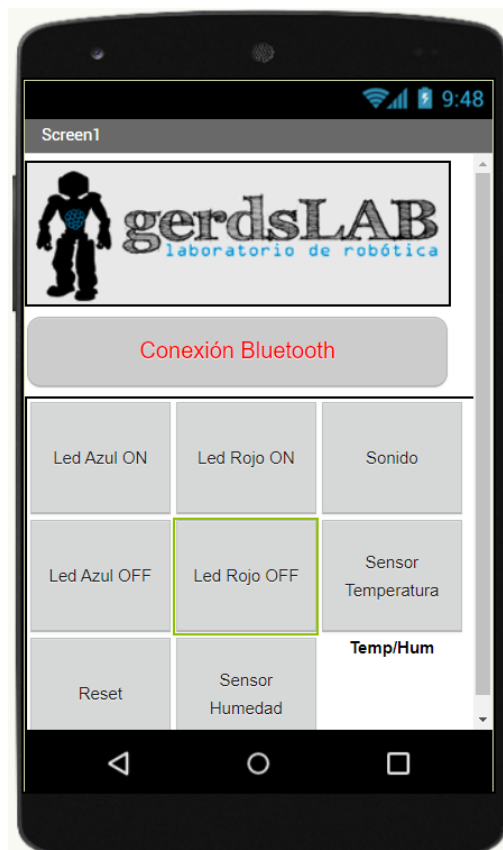 9:48
Screen1
gerdsLAB
laboratorio de robótica
Conexión Bluetooth
Led Azul ON
Led Rojo ON
Sonido
Led Azul OFF
Led Rojo OFF
Sensor
Temperatura
Reset
Sensor
Humedad
Temp/Hum